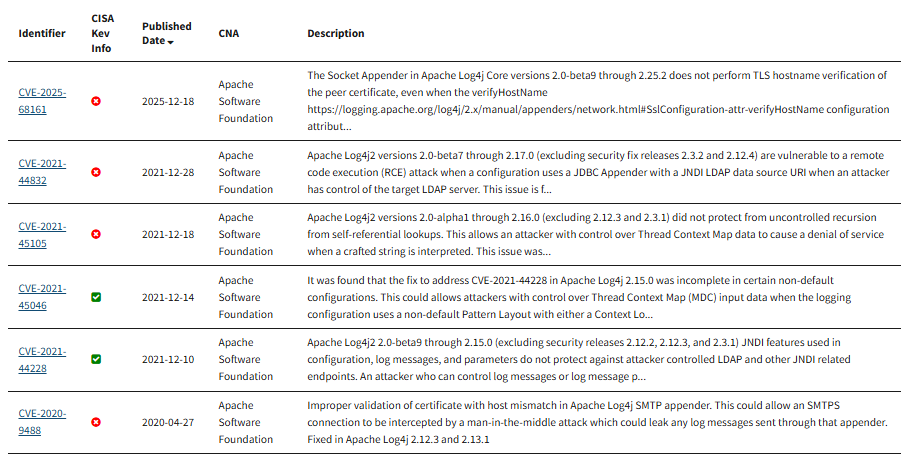 Identifier
CISA
Kev
Info
Published
Date
CNA
Description
CVE-2025-
68161
2025-12-18
Apache
Software
Foundation
The Socket Appender in Apache Log4j Core versions 2.0-beta9 through 2.25.2 does not perform TLS hostname verification of
the peer certificate, even when the verifyHostName
https://logging.apache.org/log4j/2.x/manual/appenders/network.html#SslConfiguration-attr-verifyHostName configuration
attribut...
CVE-2021-
44832
2021-12-28
Apache
Software
Foundation
Apache Log4j2 versions 2.0-beta7 through 2.17.0 (excluding security fix releases 2.3.2 and 2.12.4) are vulnerable to a remote
code execution (RCE) attack when a configuration uses a JDBC Appender with a JNDI LDAP data source URI when an attacker
has control of the target LDAP server. This issue is f...
CVE-2021-
45105
2021-12-18
Apache
Software
Foundation
Apache Log4j2 versions 2.0-alpha1 through 2.16.0 (excluding 2.12.3 and 2.3.1) did not protect from uncontrolled recursion
from self-referential lookups. This allows an attacker with control over Thread Context Map data to cause a denial of service
when a crafted string is interpreted. This issue was...
CVE-2021-
45046
2021-12-14
Apache
Software
Foundation
It was found that the fix to address CVE-2021-44228 in Apache Log4j 2.15.0 was incomplete in certain non-default
configurations. This could allows attackers with control over Thread Context Map (MDC) input data when the logging
configuration uses a non-default Pattern Layout with either a Context Lo...
CVE-2021-
44228
2021-12-10
Apache
Software
Foundation
Apache Log4j2 2.0-beta9 through 2.15.0 (excluding security releases 2.12.2, 2.12.3, and 2.3.1) JNDI features used in
configuration, log messages, and parameters do not protect against attacker controlled LDAP and other JNDI related
endpoints. An attacker who can control log messages or log message p...
CVE-2020-
9488
2020-04-27
Apache
Software
Foundation
Improper validation of certificate with host mismatch in Apache Log4j SMTP appender. This could allow an SMTPS
connection to be intercepted by a man-in-the-middle attack which could leak any log messages sent through that appender.
Fixed in Apache Log4j 2.12.3 and 2.13.1